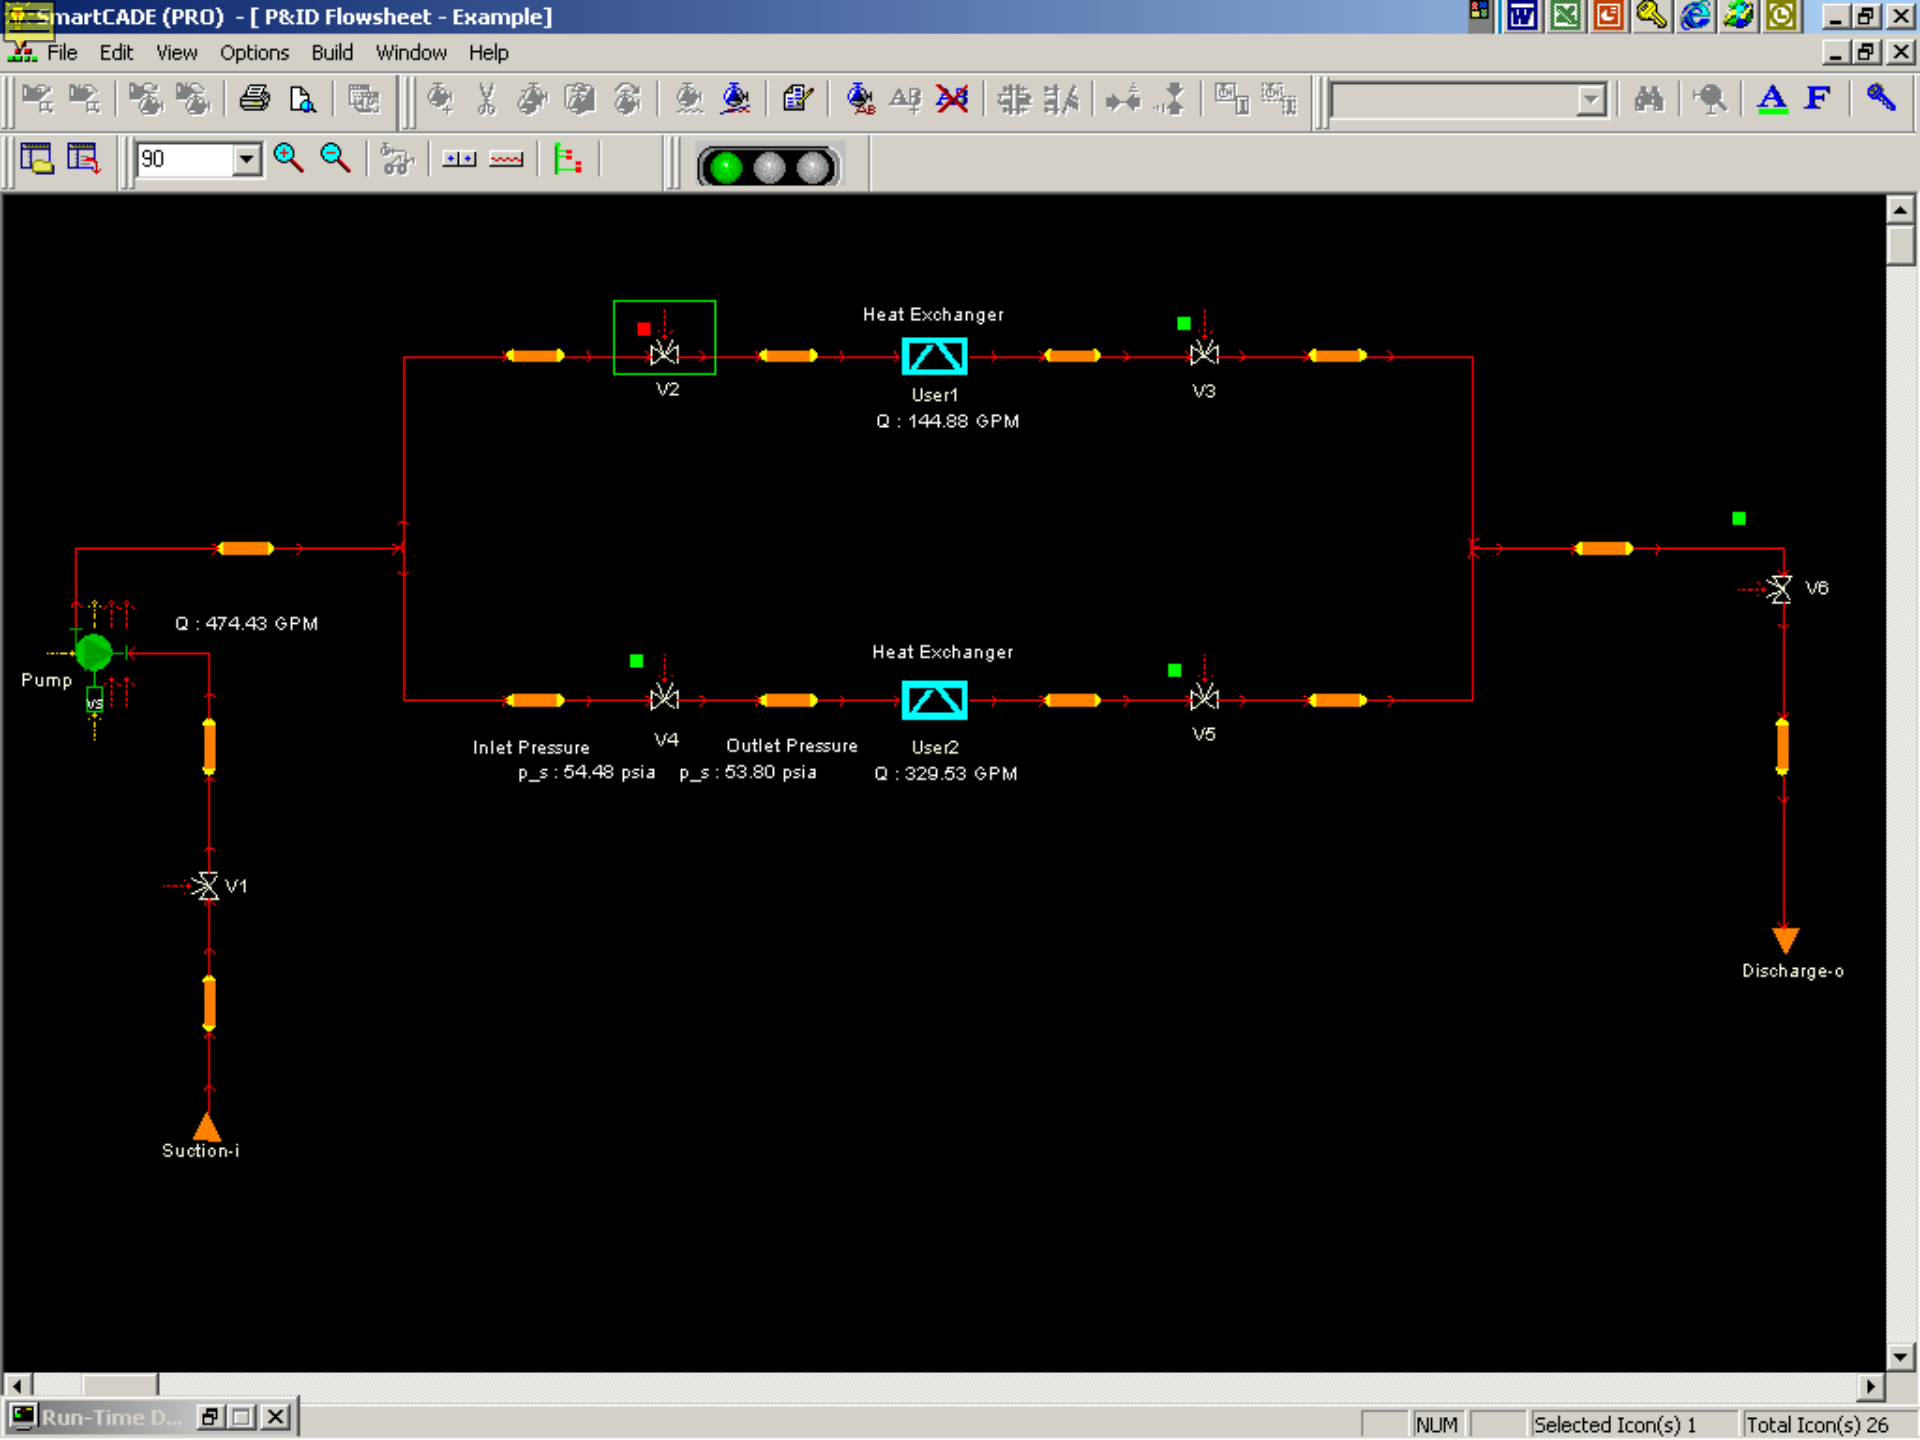 SmartCADE (PRO) - [ P&ID Flowsheet - Example]
File Edit View Options Build Window Help
90
Heat Exchanger
V2
User1
V3
Q : 144.88 GPM
V6
Q : 474.43 GPM
Heat Exchanger
Pump
VS
V4
V5
Inlet Pressure
Outlet Pressure
User2
p_s : 54.48 psia
p_s : 53.80 psia
Q : 329.53 GPM
V1
Discharge-o
Suction-i
Run-Time D...
NUM
Selected Icon(s) 1
Total Icon(s) 26